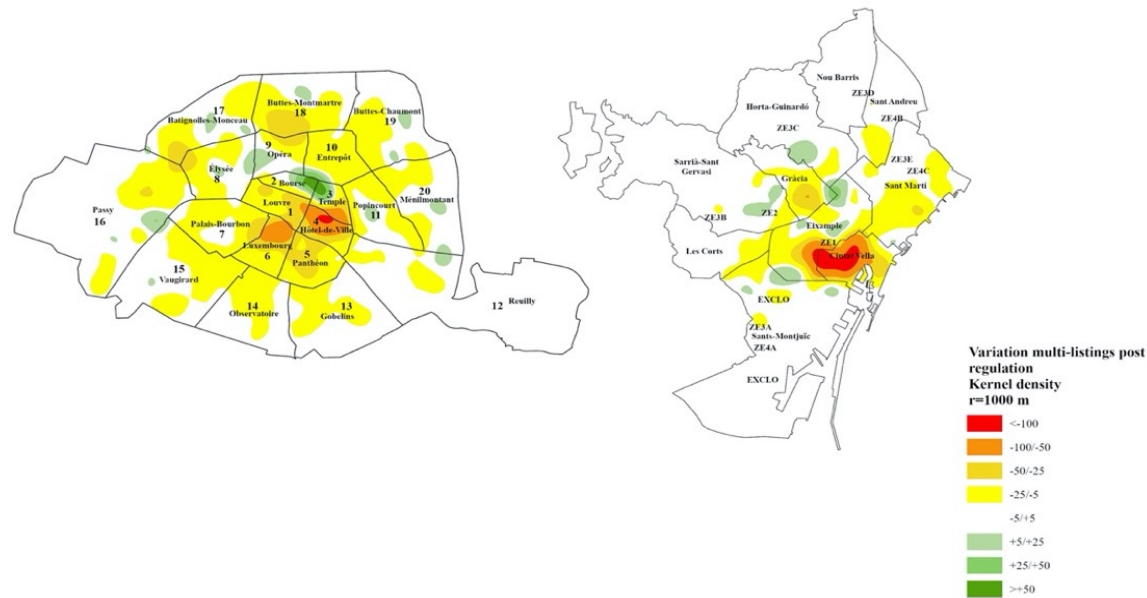 17
Batignolles-Monceau
Buttes-Montmartre
18
Buttes-Chaumont
19
9
Opéra
10
Entrepôt
Élysée
8
2 Bourse
3
Temple
20
Ménilmontant
Popincourt
11
Louvre
1
Passy
16
Palais-Bourbon
7
4
Hôtel-de-Ville
Luxembourg
6
5
Panthéon
15
Vaugirard
14
Observatoire
13
Gobelins
12
Reuilly
Nou Barris
ZE3D
Sant Andreu
Horta-Guinardó
ZE4B
ZE3C
Sarrià-Sant
Gervasi
ZE3E
ZE4C
Gràcia
Sant Martí
ZE3B
ZE2
Eixample
Les Corts
ZE1
Ciutat Vella
EXCLO
ZE3A
Sants-Montjuïc
ZE4A
EXCLO
Variation multi-listings post
regulation
Kernel density
r=1000 m
<-100
-100/-50
-50/-25
-25/-5
-5/+5
+5/+25
+25/+50
>+50